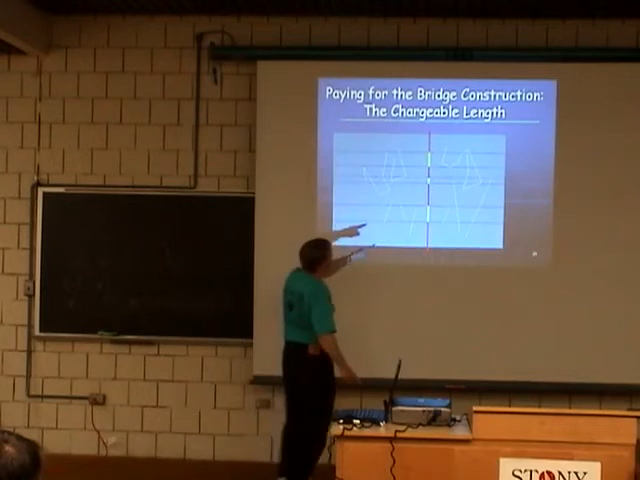 Paying for the Bridge Construction:
The Chargeable Length
STONY